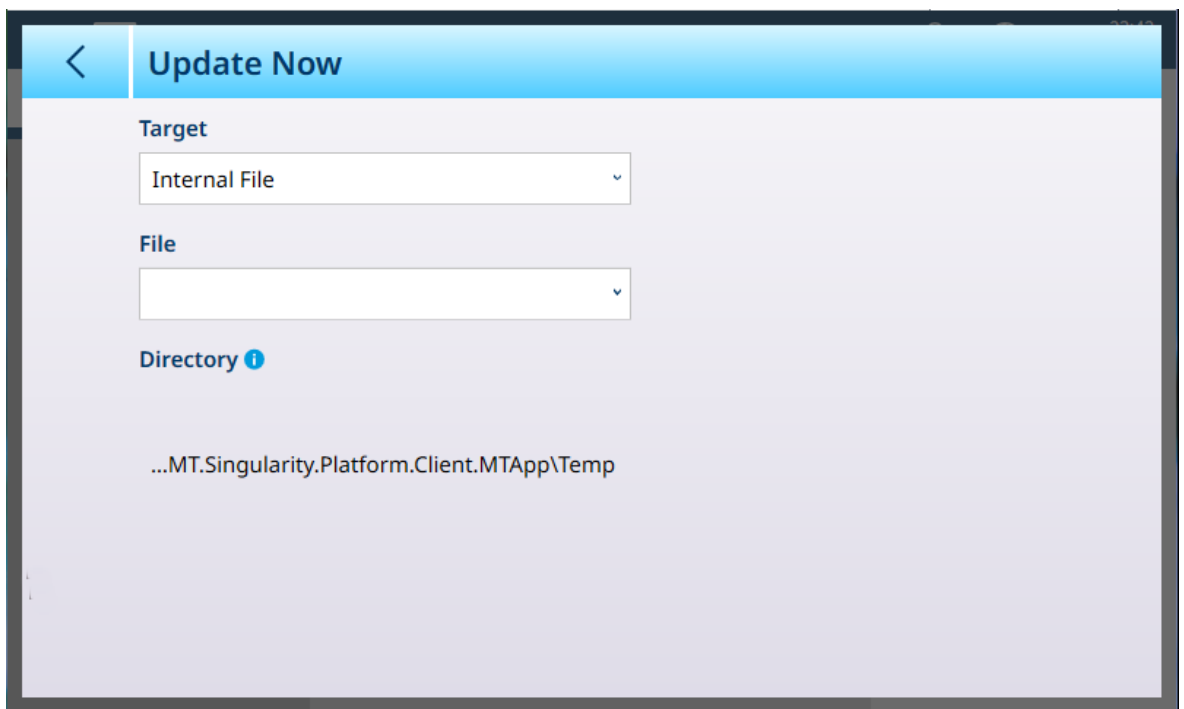 Update Now
Target
Internal File
File
Directory
...MT.Singularity.Platform.Client.MTApp\Temp